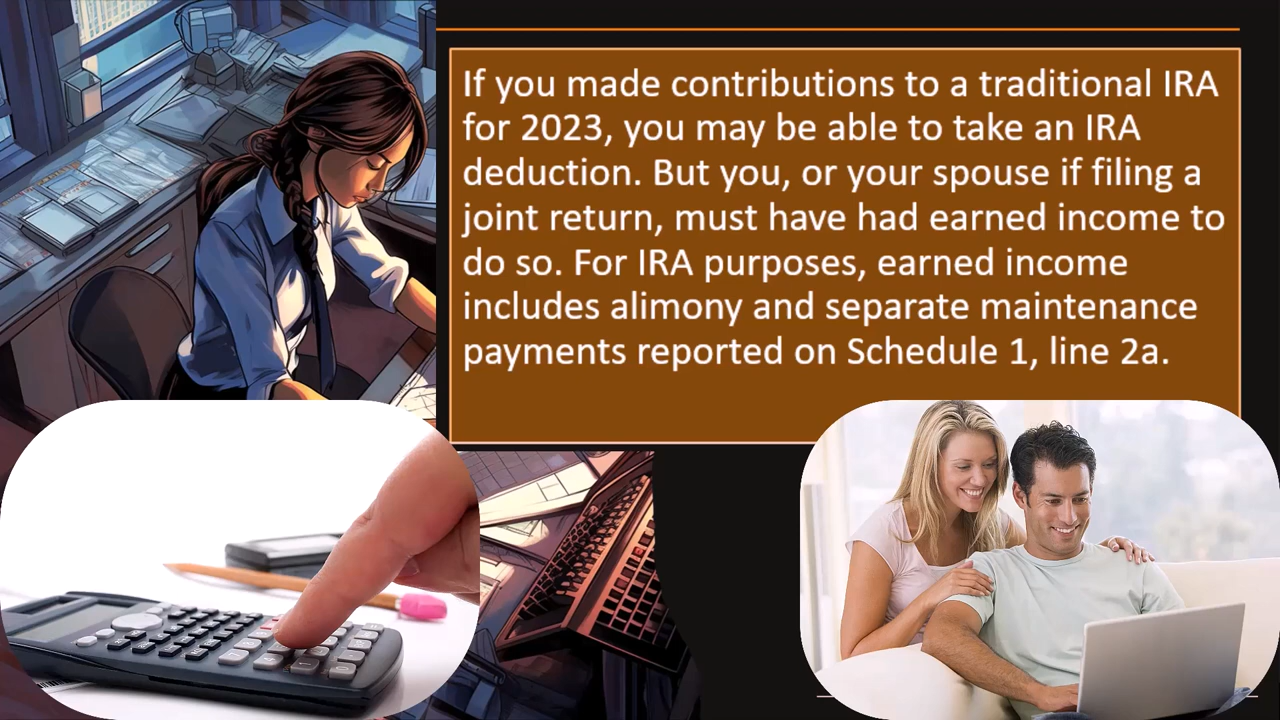 If you made contributions to a traditional IRA
for 2023, you may be able to take an IRA
deduction. But you, or your spouse if filing a
joint return, must have had earned income to
do so. For IRA purposes, earned income
includes alimony and separate maintenance
payments reported on Schedule 1, line 2a.